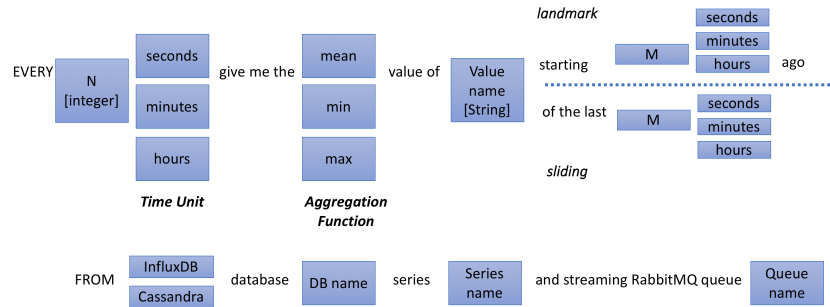 landmark
seconds
minutes
hours
M
starting
ago
EVERY
N
[integer]
seconds
minutes
hours
give me the
mean
min
max
value of
Value
name
[String]
of the last
M
seconds
minutes
hours
sliding
Time Unit
Aggregation
Function
FROM
InfluxDB
Cassandra
database
DB name
series
Series
name
and streaming RabbitMQ queue
Queue
name